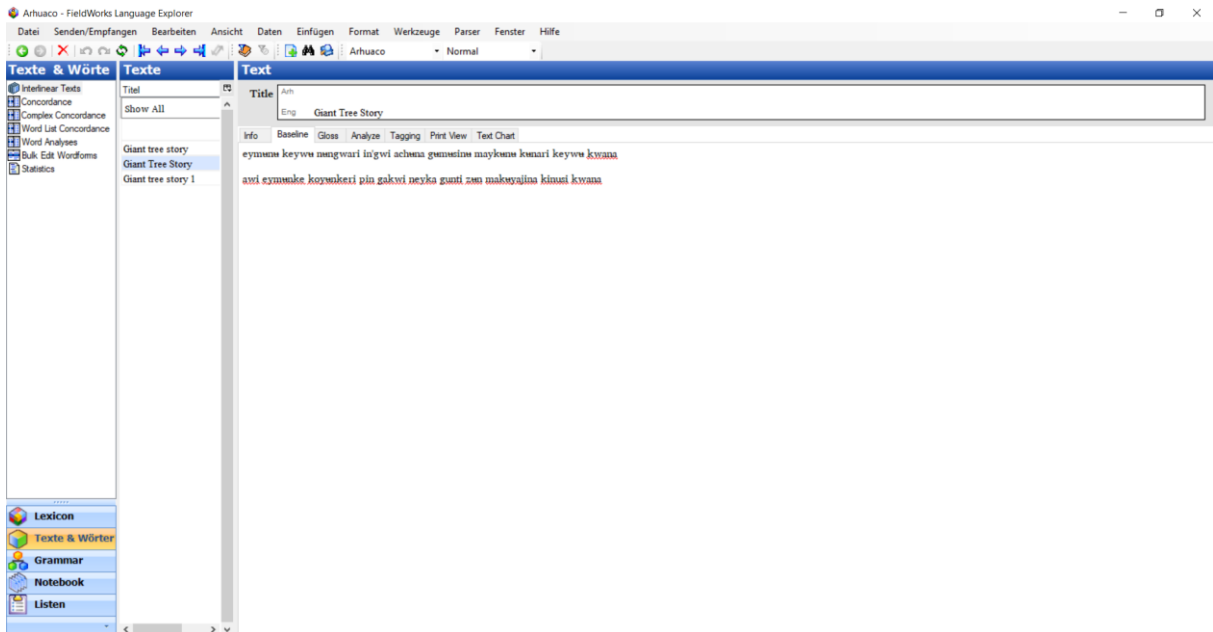 Arhuaco - FieldWorks Language Explorer
Datei Senden/Empfangen Bearbeiten Ansicht Daten Einfügen Format Werkzeuge Parser Fenster Hilfe
Arhuaco Normal
Texte & Wörte
Interlinear Texts
Concordance
Complex Concordance
Word List Concordance
Word Analyses
Bulk Edit Wordforms
Statistics
Texte
Titel
Show All
Giant tree story
Giant Tree Story
Giant tree story 1
Text
Title
Arh
Eng Giant Tree Story
Info Baseline Gloss Analyze Tagging Print View Text Chart
eymʉnʉ keywʉ nʉngwari in'gwi achʉna gʉmʉsinʉ maykʉnʉ kʉnari keywʉ kwana
awi eymʉnke koyʉnkeri pin gakwi neyka gunti zʉn makʉyajina kinusi kwana
Lexicon
Texte & Wörter
Grammar
Notebook
Listen